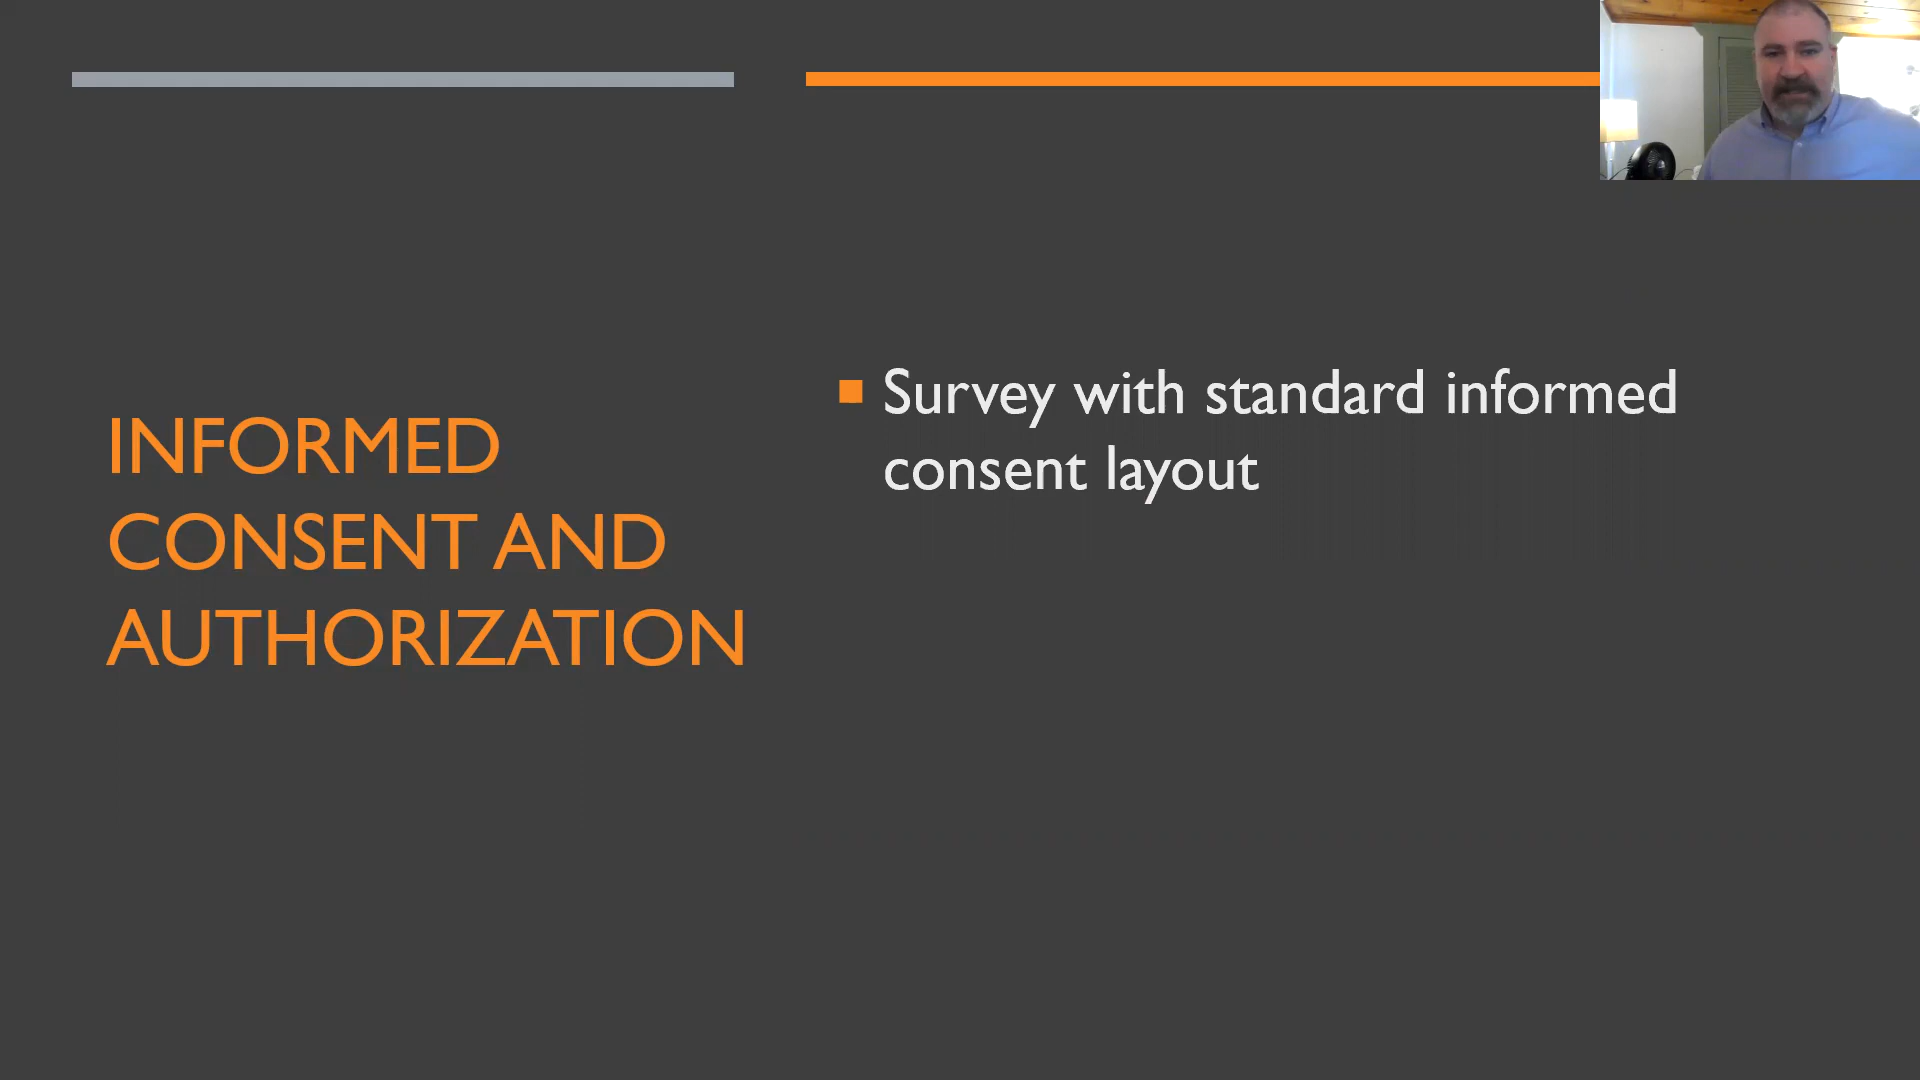 INFORMED
CONSENT AND
AUTHORIZATION
Survey with standard informed
consent layout